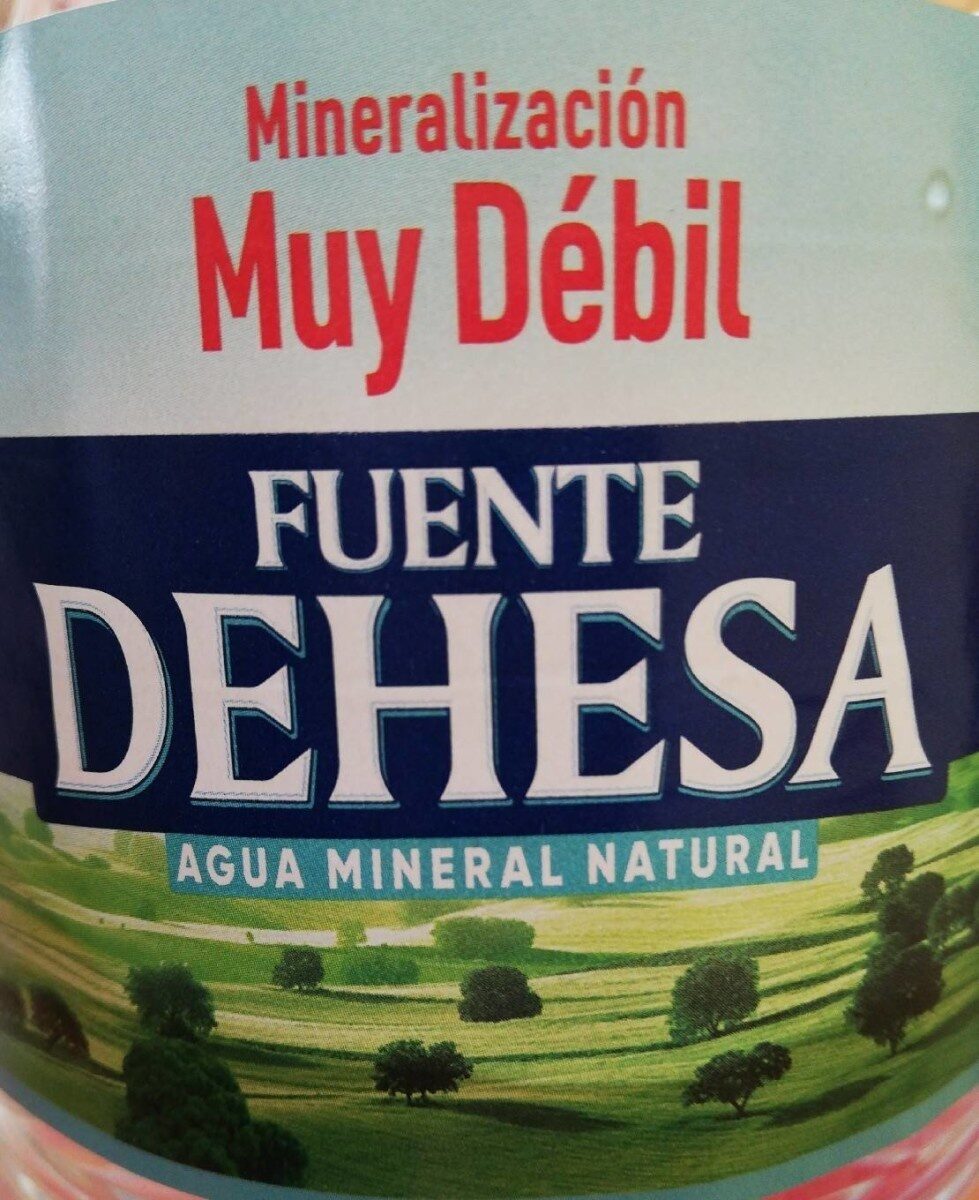 Mineralización
Muy Débil
FUENTE
DEHESA
AGUA MINERAL NATURAL